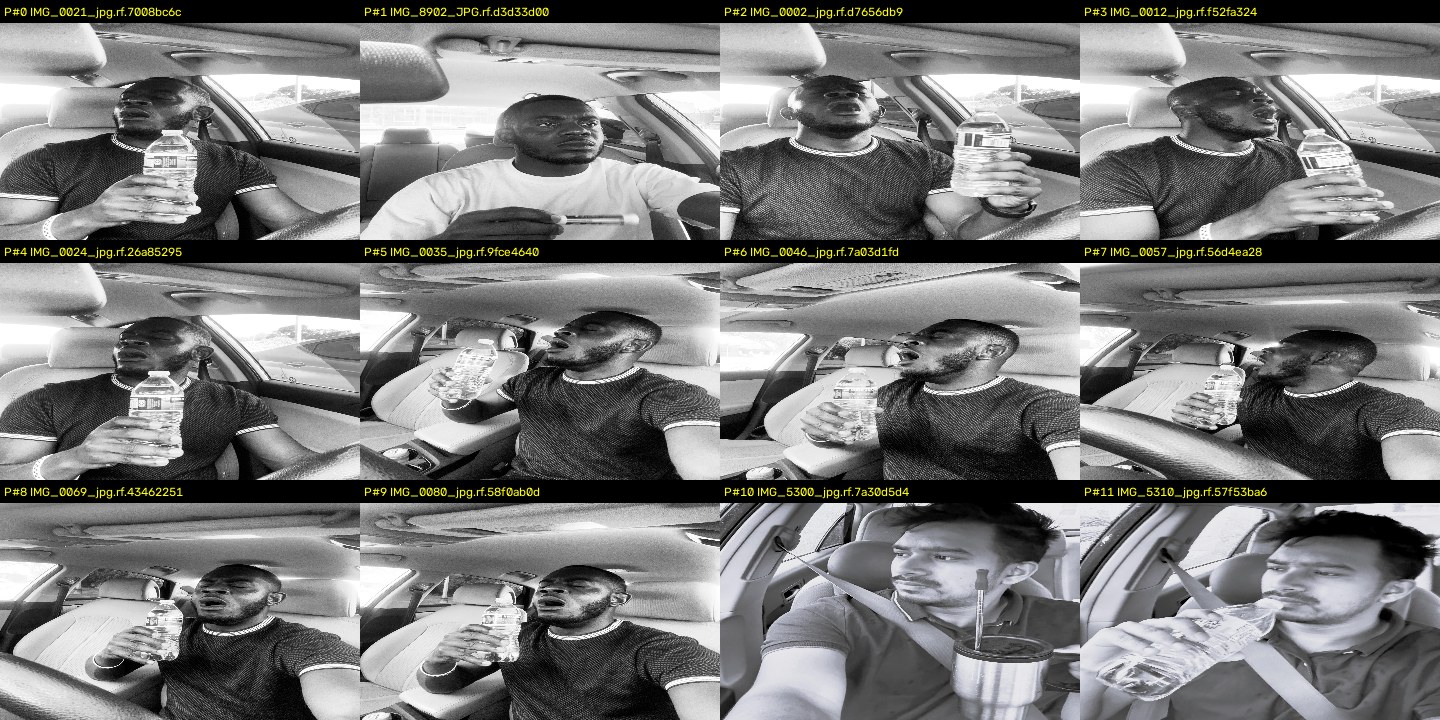 P#0 IMG_0021_jpg.rf.7008bc6c
P#1 IMG_8902_JPG.rf.d3d33d00
P#2 IMG_0002_jpg.rf.d7656db9
P#3 IMG_0012_jpg.rf.f52fa324
P#4 IMG_0024_jpg.rf.26a85295
P#5 IMG_0035_jpg.rf.9fce4640
P#6 IMG_0046_jpg.rf.7a03d1fd
P#7 IMG_0057_jpg.rf.56d4ea28
P#8 IMG_0069_jpg.rf.43462251
P#9 IMG_0080_jpg.rf.58f0ab0d
P#10 IMG_5300_jpg.rf.7a30d5d4
P#11 IMG_5310_jpg.rf.57f53ba6